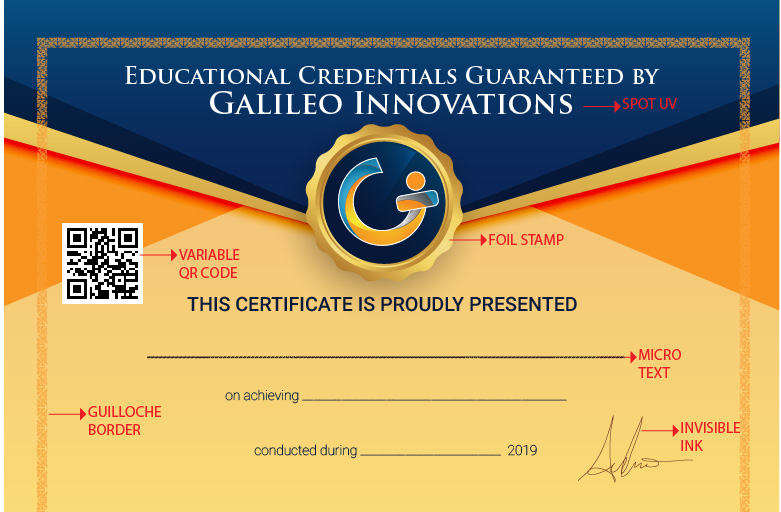 EDUCATIONAL CREDENTIALS GUARANTEED BY
GALILEO INNOVATIONS
SPOT UV
FOIL STAMP
VARIABLE
QR CODE
THIS CERTIFICATE IS PROUDLY PRESENTED
MICRO
TEXT
on achieving
GUILLOCHE
BORDER
INVISIBLE
INK
conducted during 2019